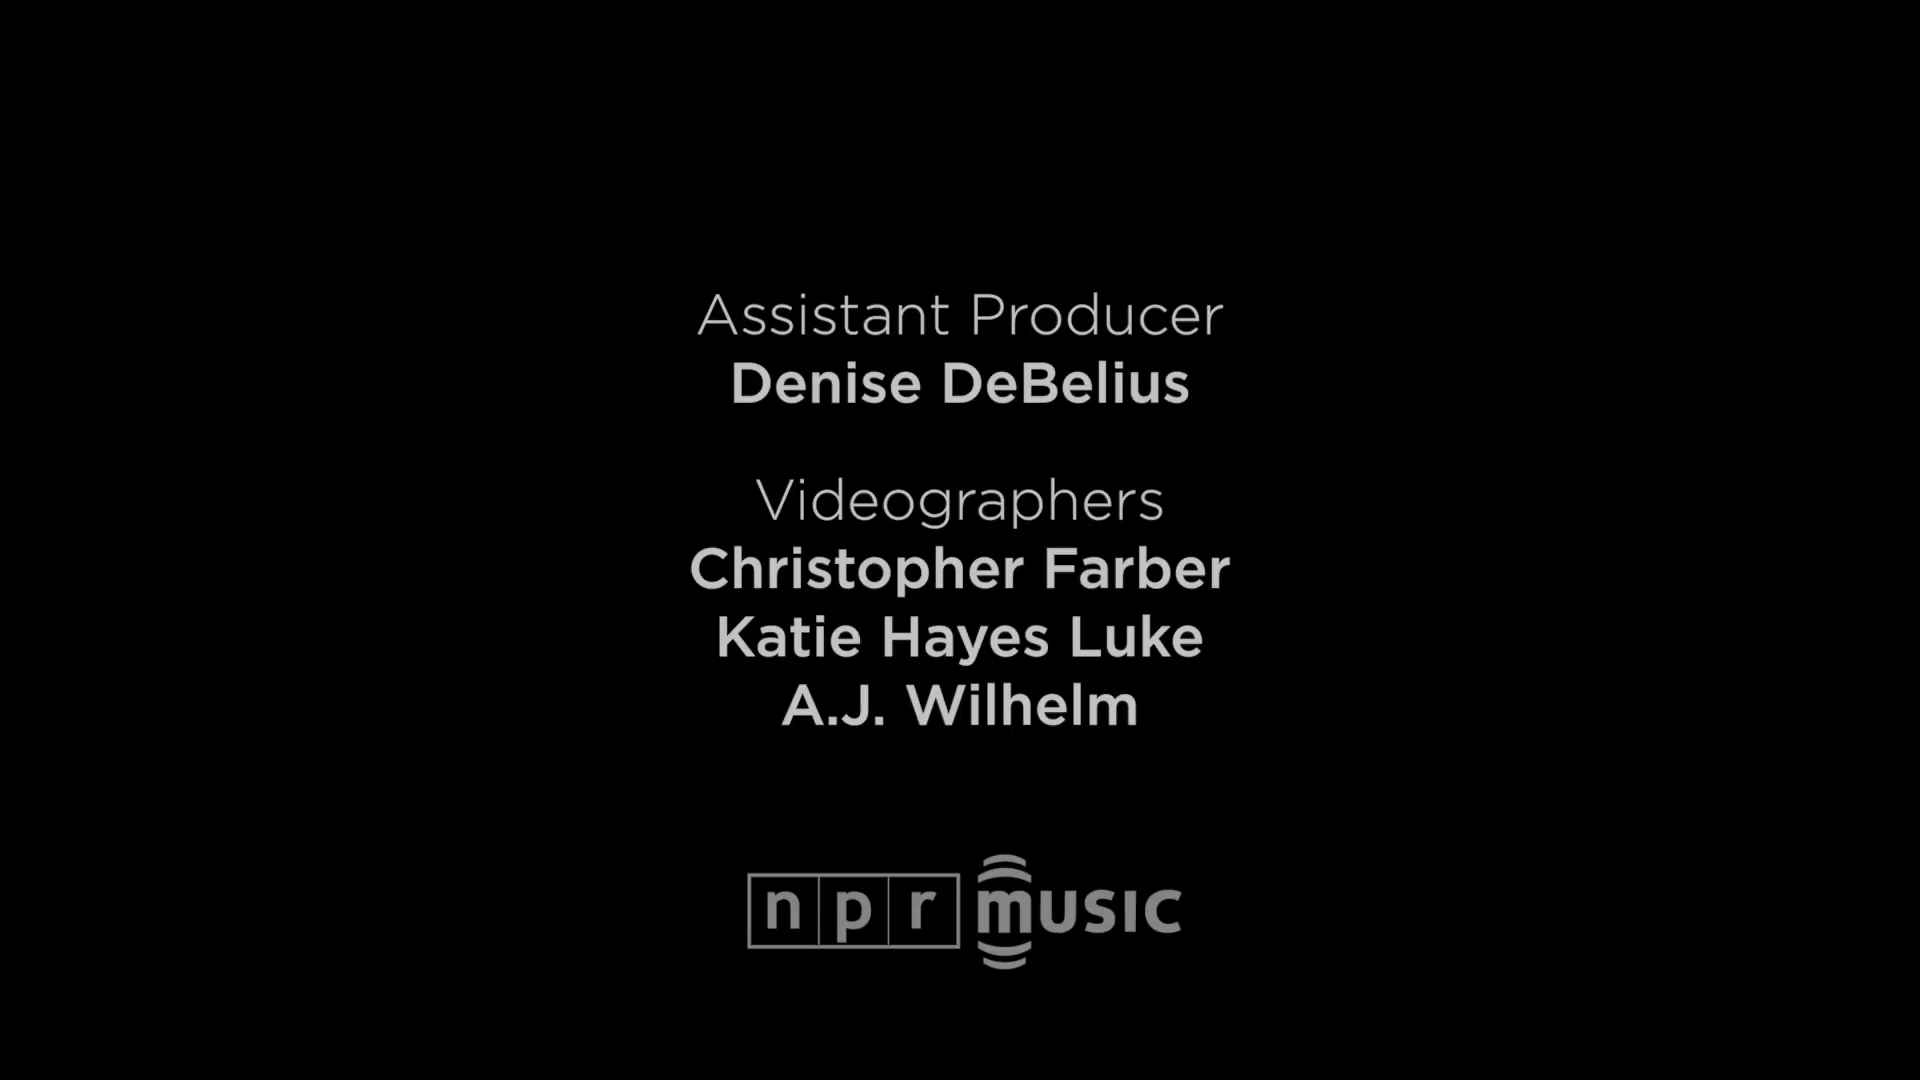 Assistant Producer
Denise DeBelius
Videographers
Christopher Farber
Katie Hayes Luke
A.J. Wilhelm
npr music